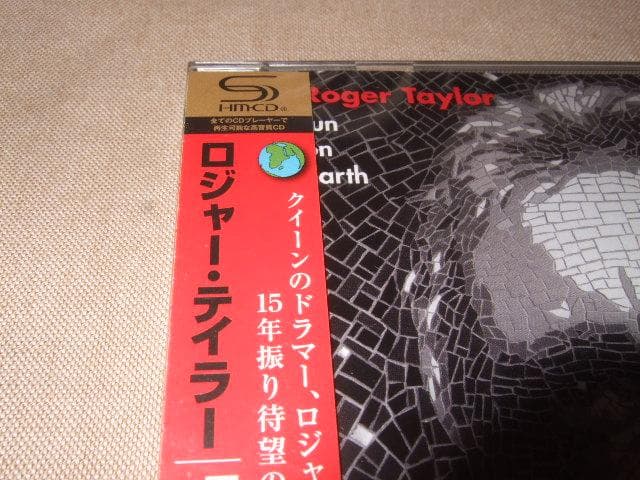 SHM-CD®
全てのCDプレーヤーで
再生可能な高音質CD
ロジャー・テイラー
クイーンのドラマー、ロジャ
15年振り待望の
Roger Taylor
un
on
arth